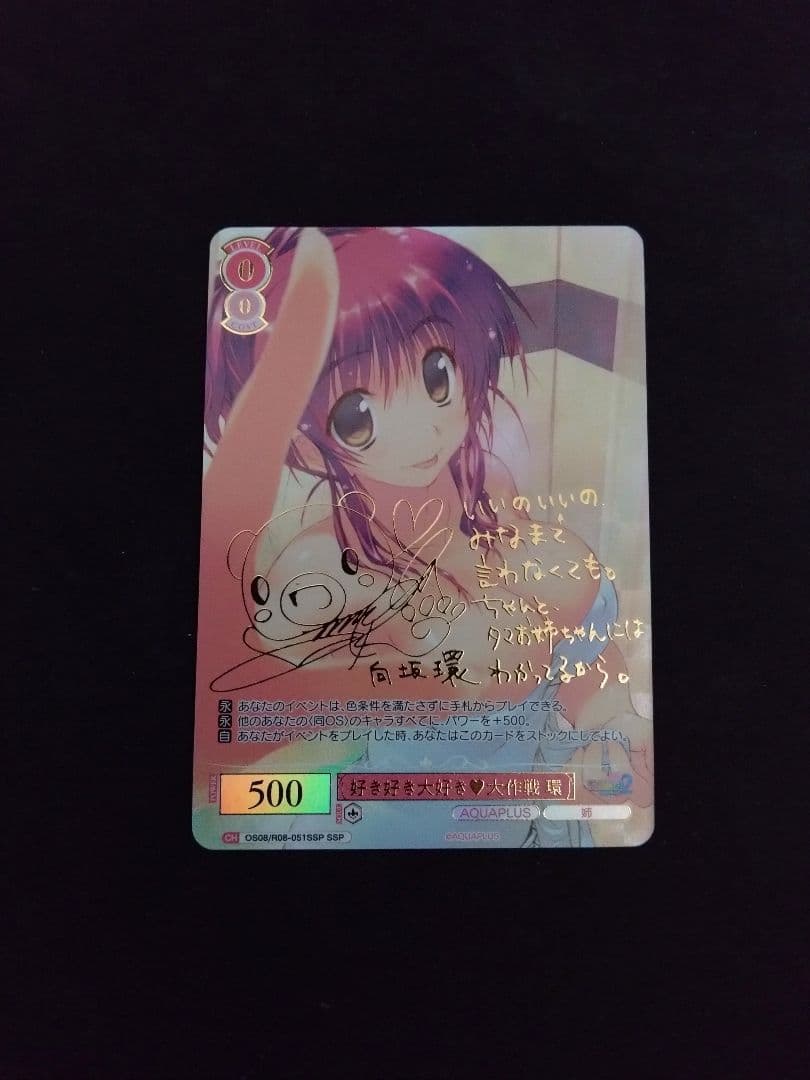 LEVEL
0
0
COST
いいのいいの、
みなまで
言わなくても。
ちゃんと、
タマお姉ちゃんには
わかってるから。
向坂環
永 あなたのイベントは、色条件を満たさずに手札からプレイできる。
永 他のあなたの《同OS》のキャラすべてに、パワーを+500。
自 あなたがイベントをプレイした時、あなたはこのカードをストックにしてよい。
POWER
500
好き好き大好き♥大作戦 環
AQUAPLUS
姉
CH OS08/R08-051SSP SSP
©AQUAPLUS